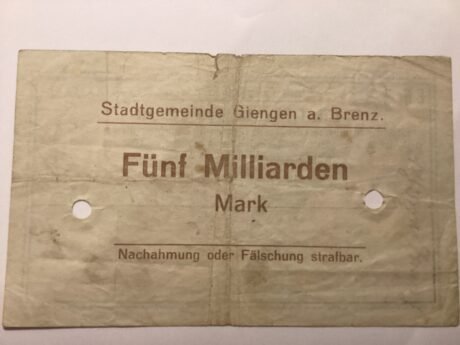 Stadtgemeinde Giengen a. Brenz.
Fünf Milliarden
Mark
Nachahmung oder Fälschung strafbar.